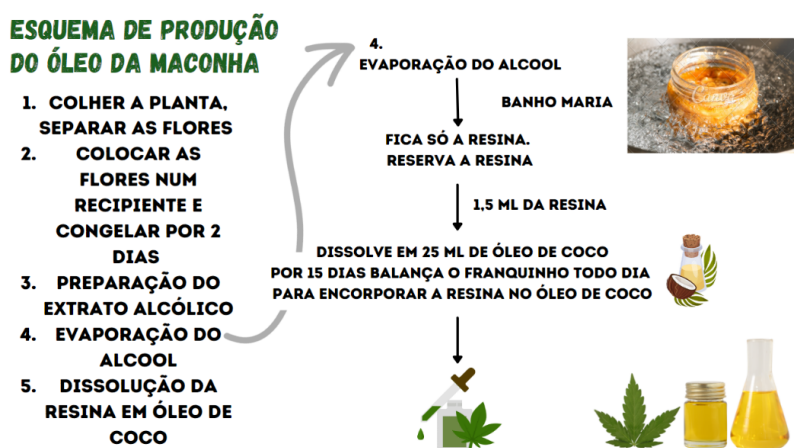 ESQUEMA DE PRODUÇÃO
DO ÓLEO DA MACONHA
1. COLHER A PLANTA,
SEPARAR AS FLORES
2. COLOCAR AS
FLORES NUM
RECIPIENTE E
CONGELAR POR 2
DIAS
3. PREPARAÇÃO DO
EXTRATO ALCÓLICO
4. EVAPORAÇÃO DO
ALCOOL
5. DISSOLUÇÃO DA
RESINA EM ÓLEO DE
COCO
4.
EVAPORAÇÃO DO ALCOOL
BANHO MARIA
FICA SÓ A RESINA.
RESERVA A RESINA
1,5 ML DA RESINA
DISSOLVE EM 25 ML DE ÓLEO DE COCO
POR 15 DIAS BALANÇA O FRANQUINHO TODO DIA
PARA ENCORPORAR A RESINA NO ÓLEO DE COCO
Canva